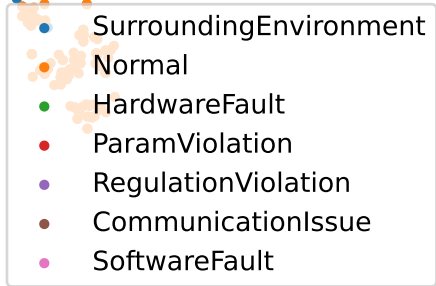 SurroundingEnvironment
Normal
HardwareFault
ParamViolation
RegulationViolation
CommunicationIssue
SoftwareFault